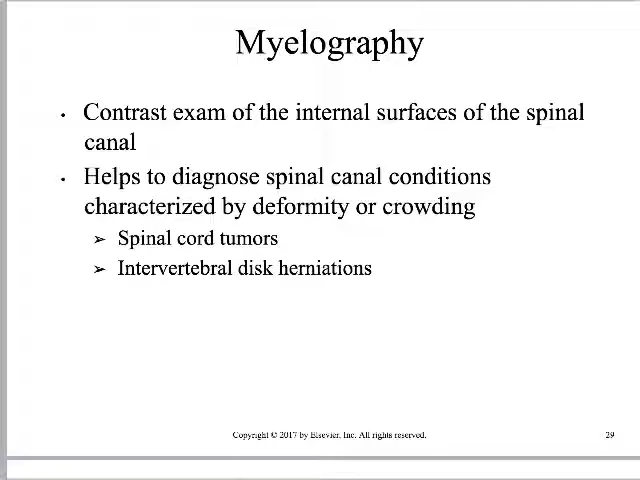 Myelography
• Contrast exam of the internal surfaces of the spinal
canal
• Helps to diagnose spinal canal conditions
characterized by deformity or crowding
➢ Spinal cord tumors
➢ Intervertebral disk herniations
Copyright © 2017 by Elsevier, Inc. All rights reserved.
29